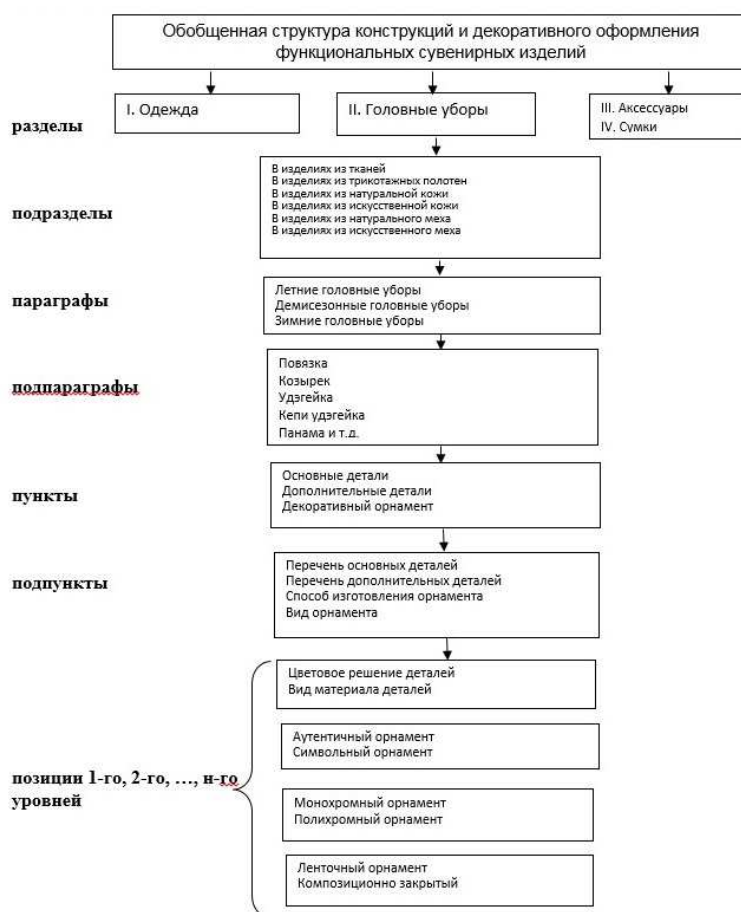 Обобщенная структура конструкций и декоративного оформления
функциональных сувенирных изделий
разделы
I. Одежда
II. Головные уборы
III. Аксессуары
IV. Сумки
подразделы
В изделиях из тканей
В изделиях из трикотажных полотен
В изделиях из натуральной кожи
В изделиях из искусственной кожи
В изделиях из натурального меха
В изделиях из искусственного меха
параграфы
Летние головные уборы
Демисезонные головные уборы
Зимние головные уборы
подпараграфы
Повязка
Козырек
Удэгейка
Кепи удэгейка
Панама и т.д.
пункты
Основные детали
Дополнительные детали
Декоративный орнамент
подпункты
Перечень основных деталей
Перечень дополнительных деталей
Способ изготовления орнамента
Вид орнамента
позиции 1-го, 2-го, ..., н-го
уровней
Цветовое решение деталей
Вид материала деталей
Аутентичный орнамент
Символьный орнамент
Монохромный орнамент
Полихромный орнамент
Ленточный орнамент
Композиционно закрытый